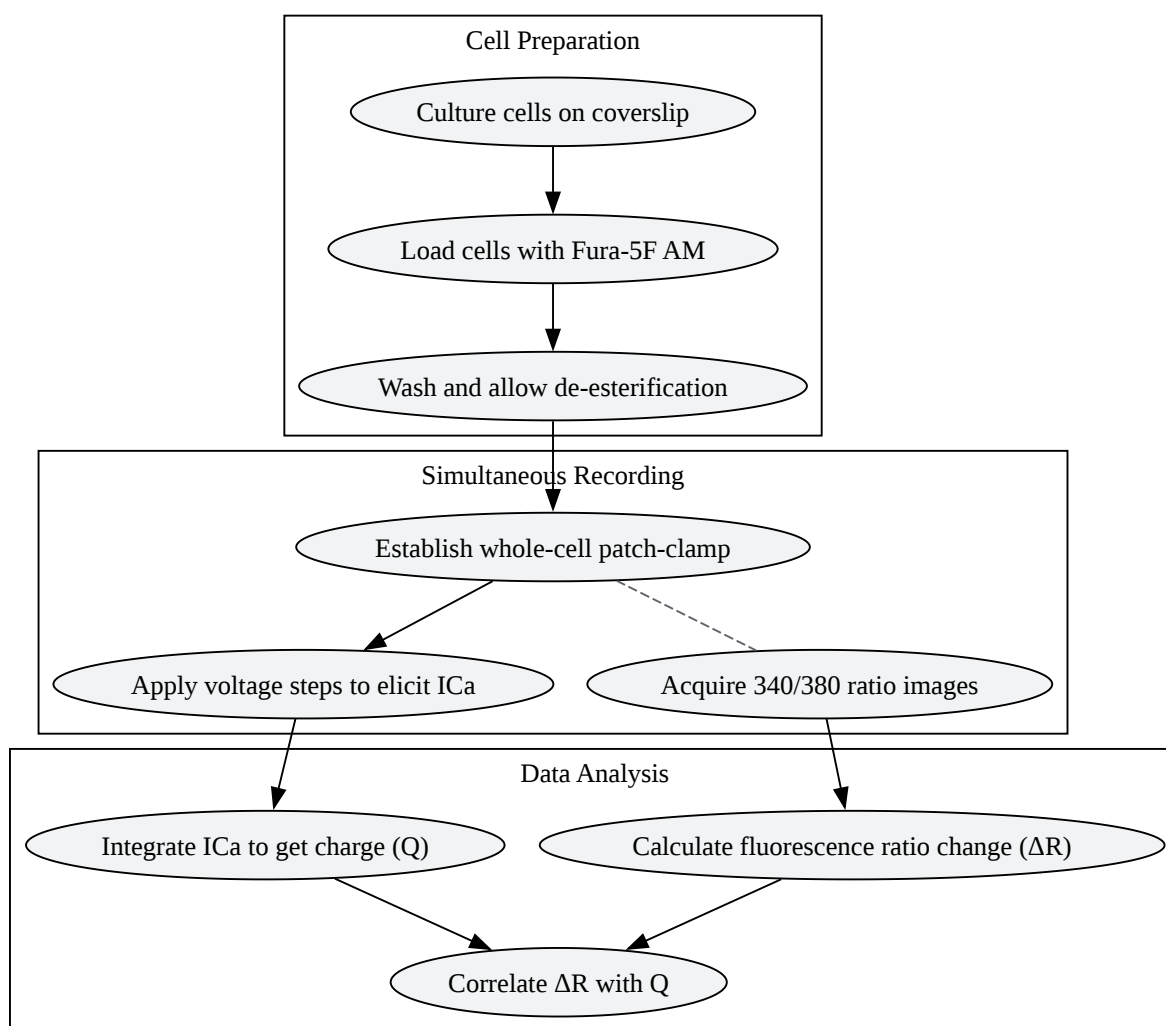 Cell Preparation
Culture cells on coverslip
Load cells with Fura-5F AM
Wash and allow de-esterification
Simultaneous Recording
Establish whole-cell patch-clamp
Apply voltage steps to elicit ICa
Acquire 340/380 ratio images
Data Analysis
Integrate ICa to get charge (Q)
Calculate fluorescence ratio change (ΔR)
Correlate ΔR with Q